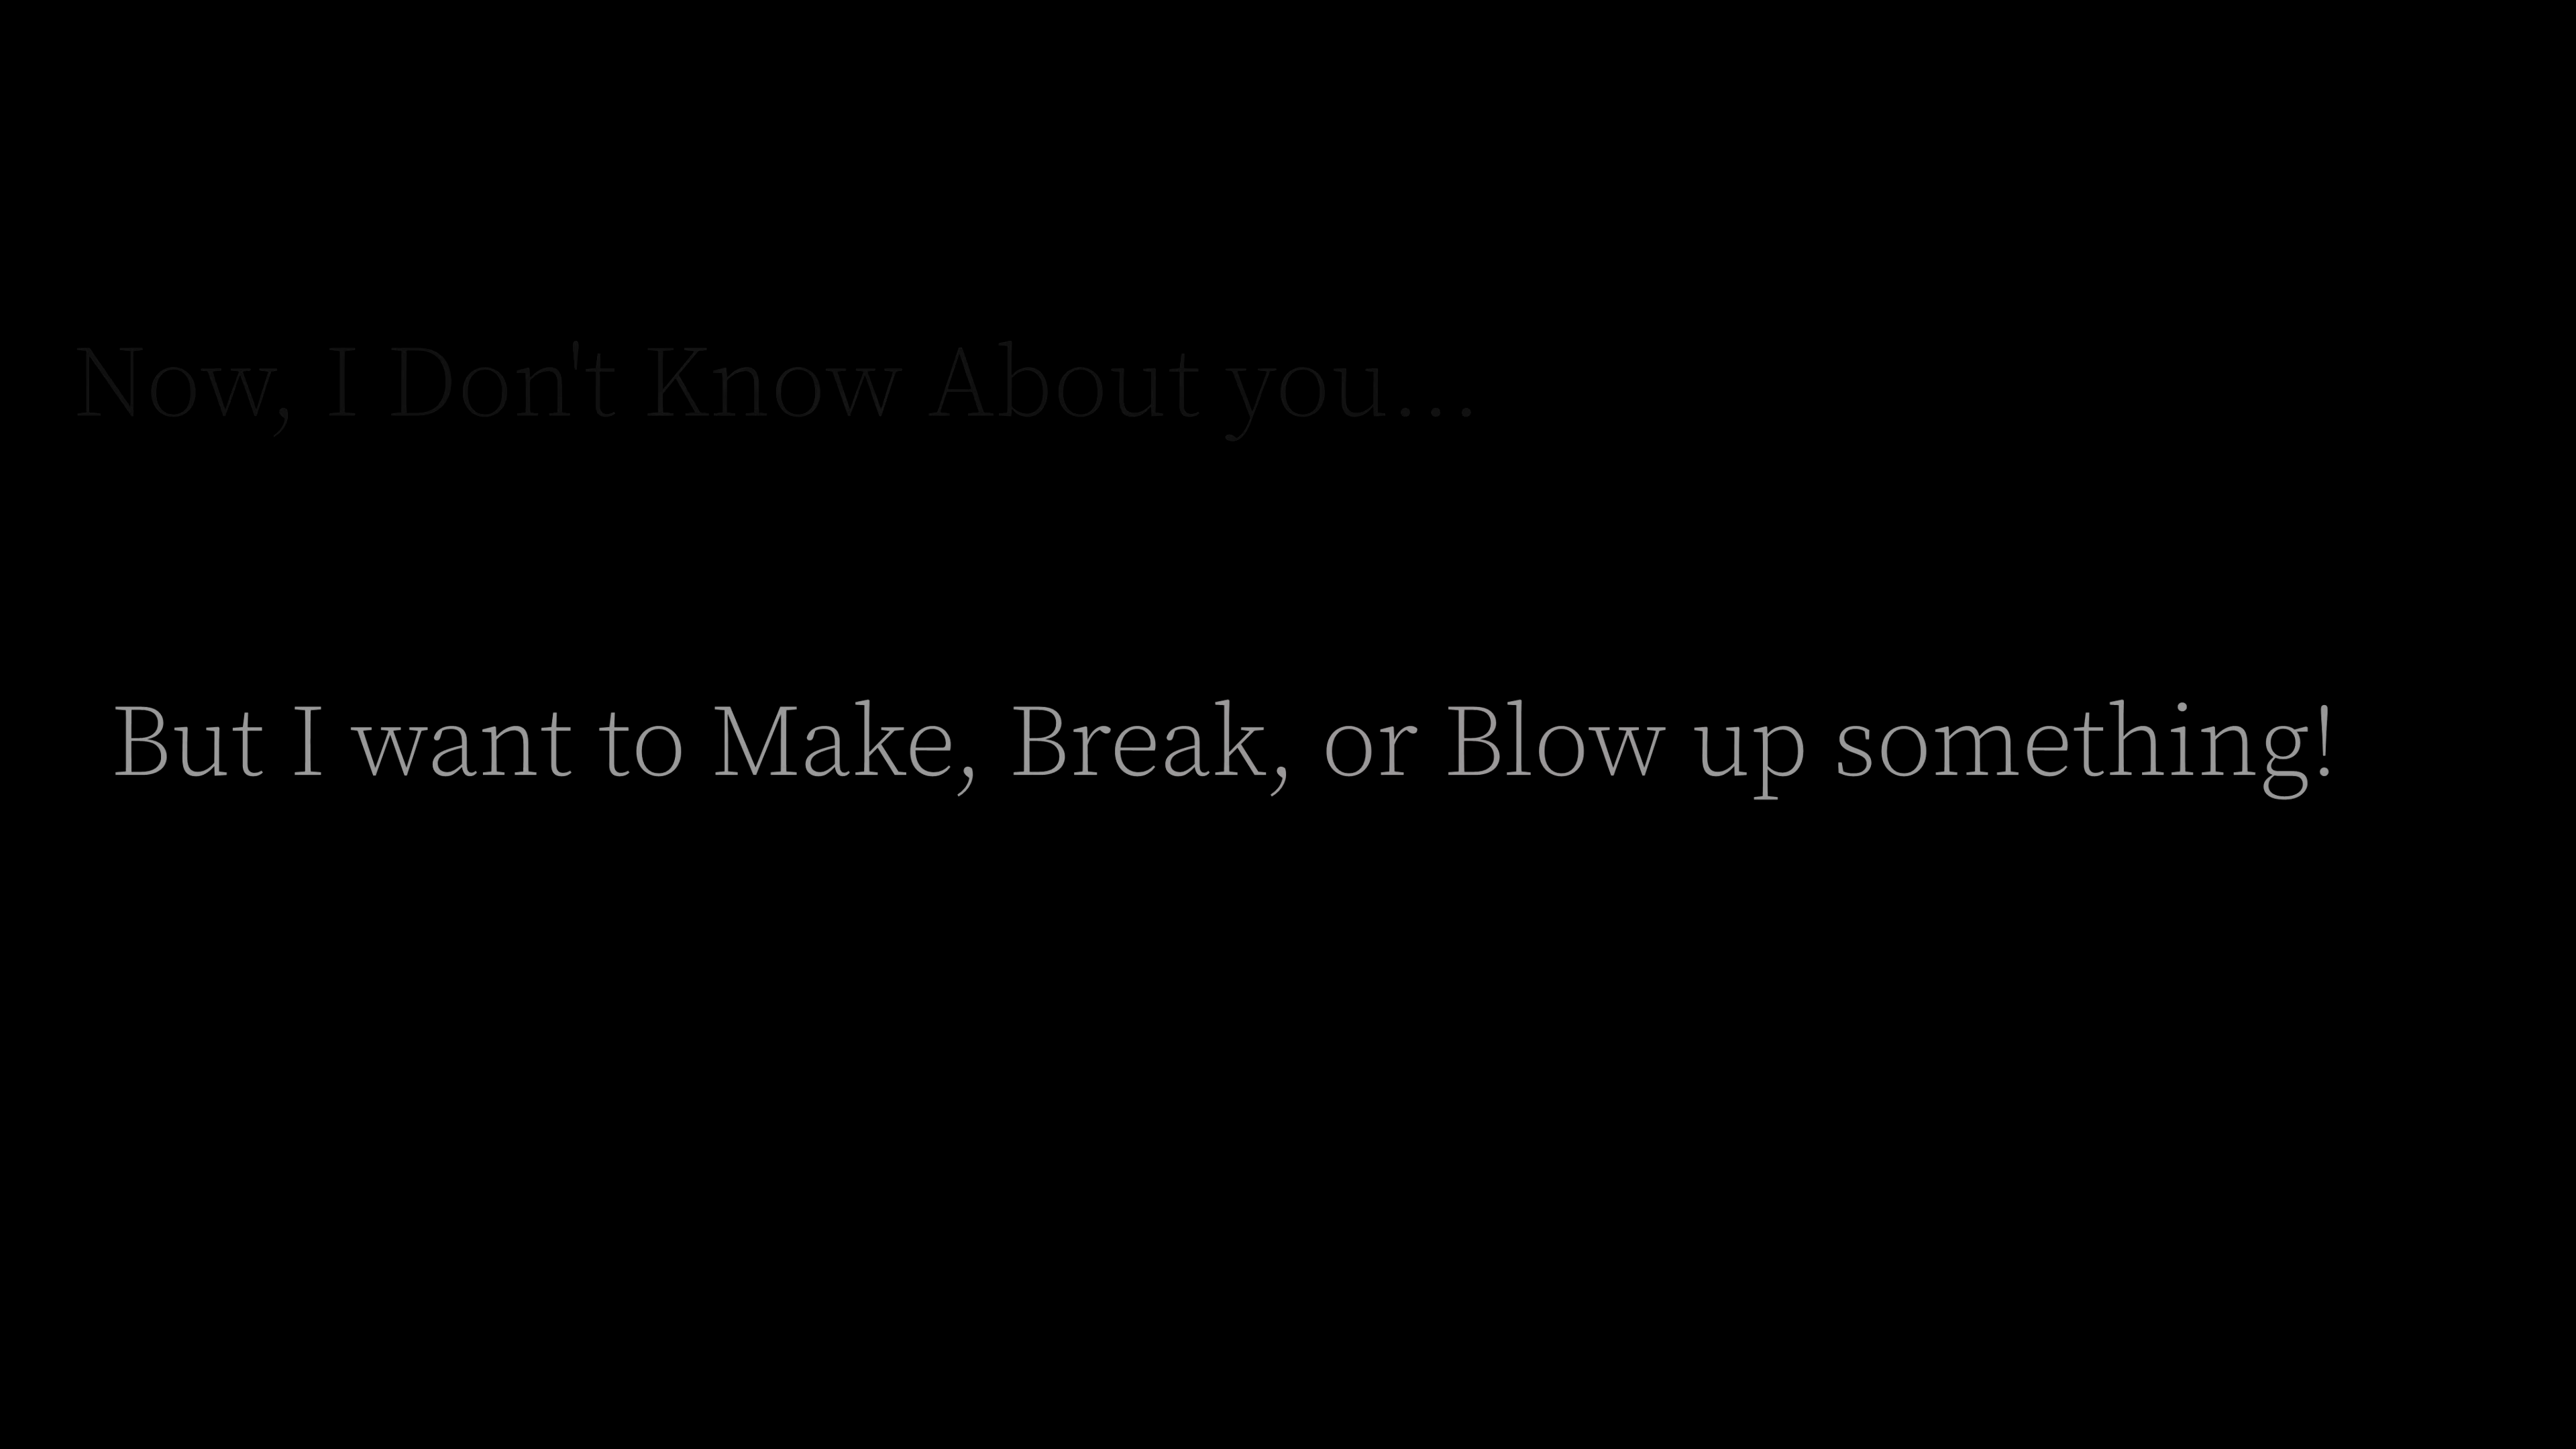 Now, I Don't Know About you...
But I want to Make, Break, or Blow up something!